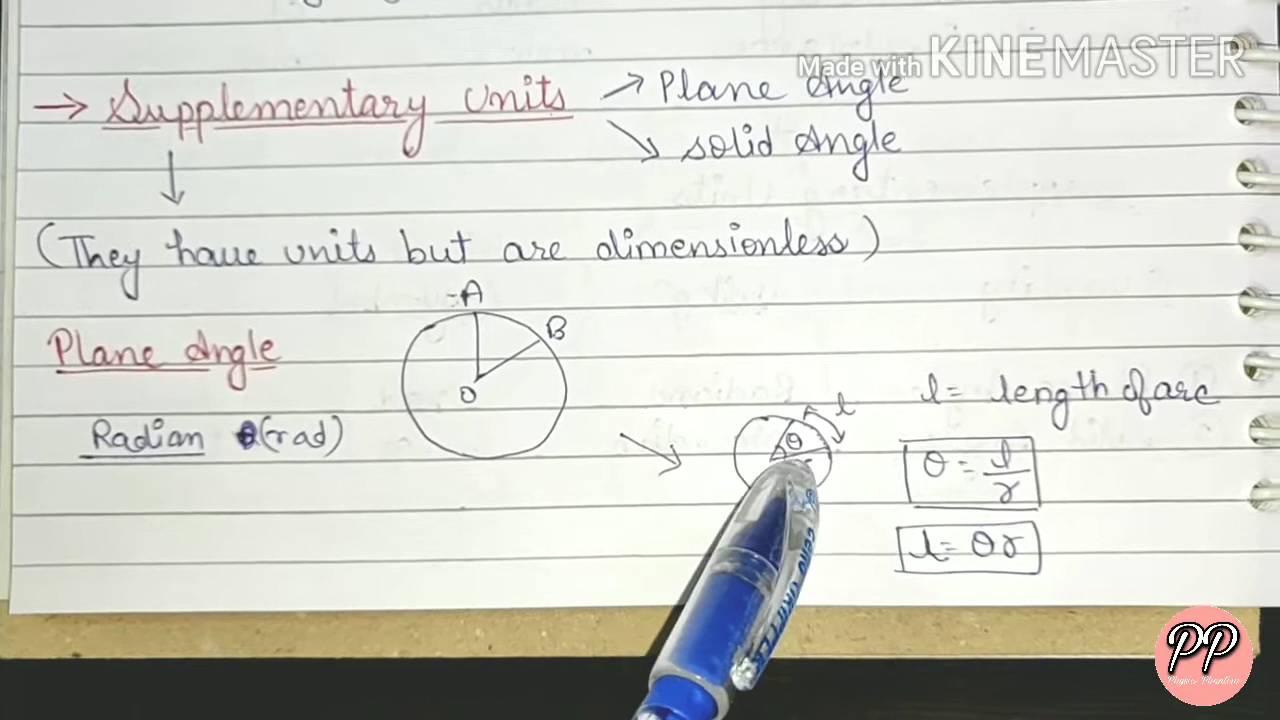 Made with KINEMASTER
→ Supplementary Units → Plane Angle
↘ solid Angle
(They have units but are dimensionless)
A
B
O
Plane Angle
Radian (rad)
l
θ
l = length of arc
θ = l/r
l = θr
PP